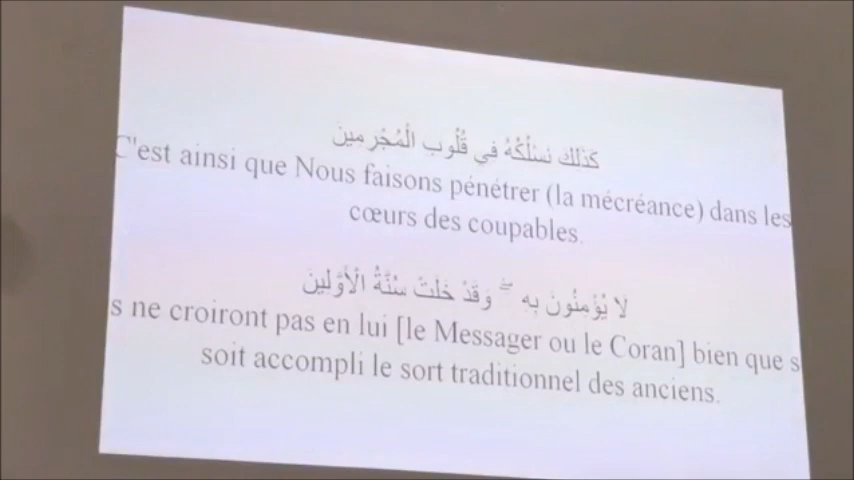 كَذَٰلِكَ نَسْلُكُهُ فِي قُلُوبِ الْمُجْرِمِينَ
C'est ainsi que Nous faisons pénétrer (la mécréance) dans les
cœurs des coupables.
لَا يُؤْمِنُونَ بِهِ ۖ وَقَدْ خَلَتْ سُنَّةُ الْأَوَّلِينَ
s ne croiront pas en lui [le Messager ou le Coran] bien que s
soit accompli le sort traditionnel des anciens.